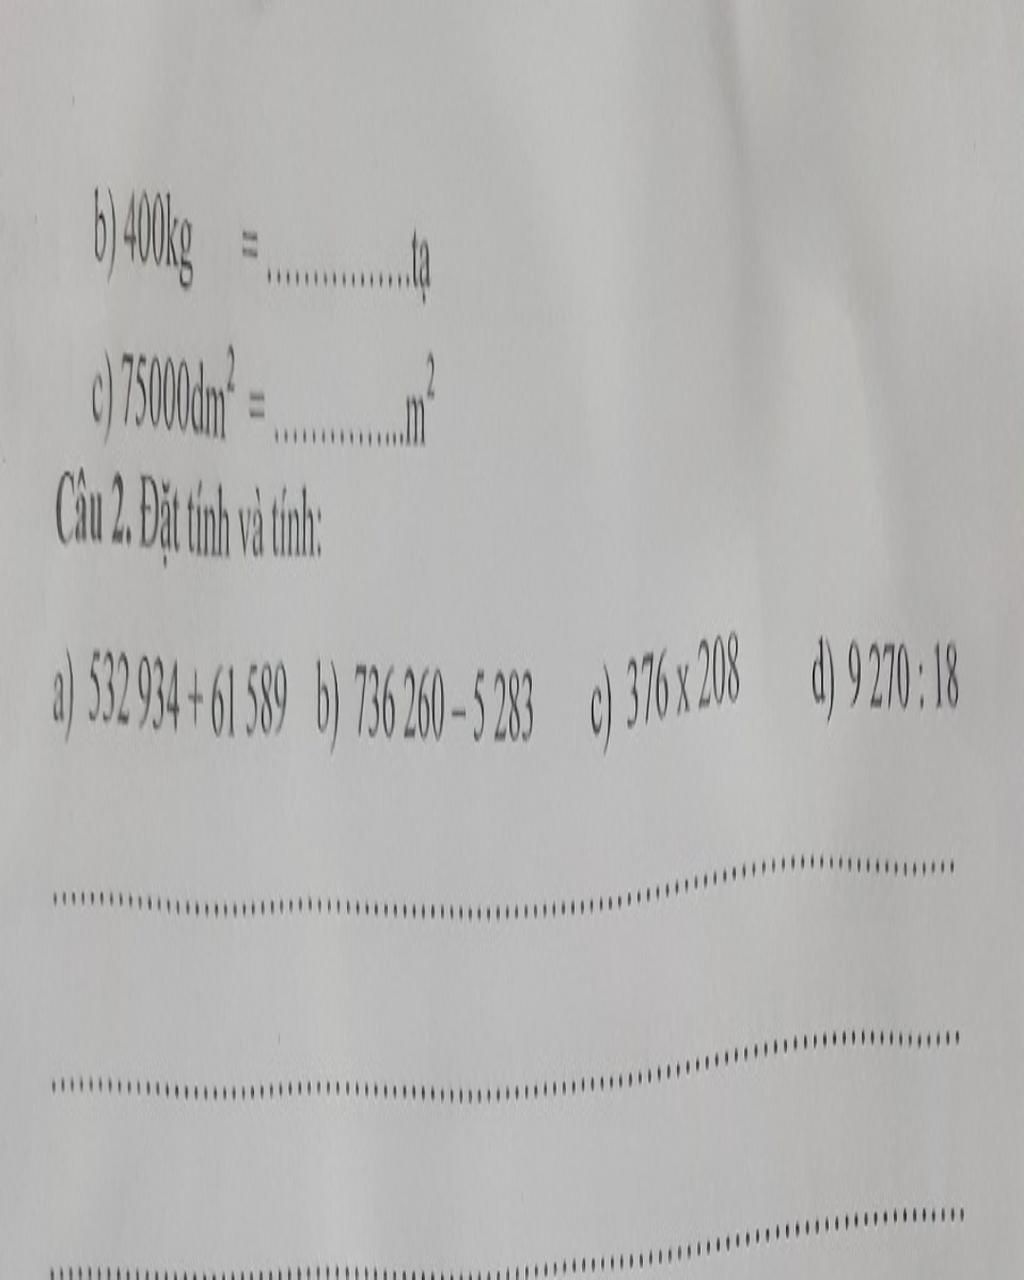 b) 400kg = ................tạ
c) 75000dm² = ..............m²
Câu 2. Đặt tính và tính:
a) 532 934 + 61 589 b) 736 260 – 5 283 c) 376 x 208 d) 9 270 : 18